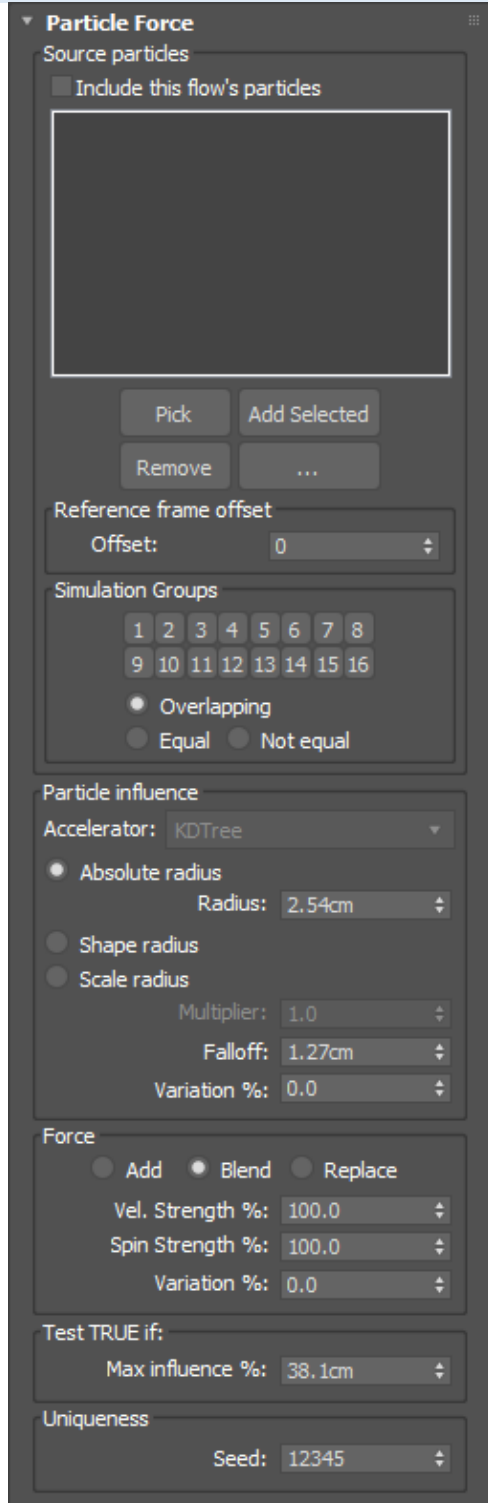 Particle Force
Source particles
Include this flow's particles
Pick Add Selected
Remove ...
Reference frame offset
Offset: 0
Simulation Groups
1 2 3 4 5 6 7 8
9 10 11 12 13 14 15 16
Overlapping
Equal Not equal
Particle influence
Accelerator: KDTree
Absolute radius
Radius: 2.54cm
Shape radius
Scale radius
Multiplier: 1.0
Falloff: 1.27cm
Variation %: 0.0
Force
Add Blend Replace
Vel. Strength %: 100.0
Spin Strength %: 100.0
Variation %: 0.0
Test TRUE if:
Max influence %: 38.1cm
Uniqueness
Seed: 12345